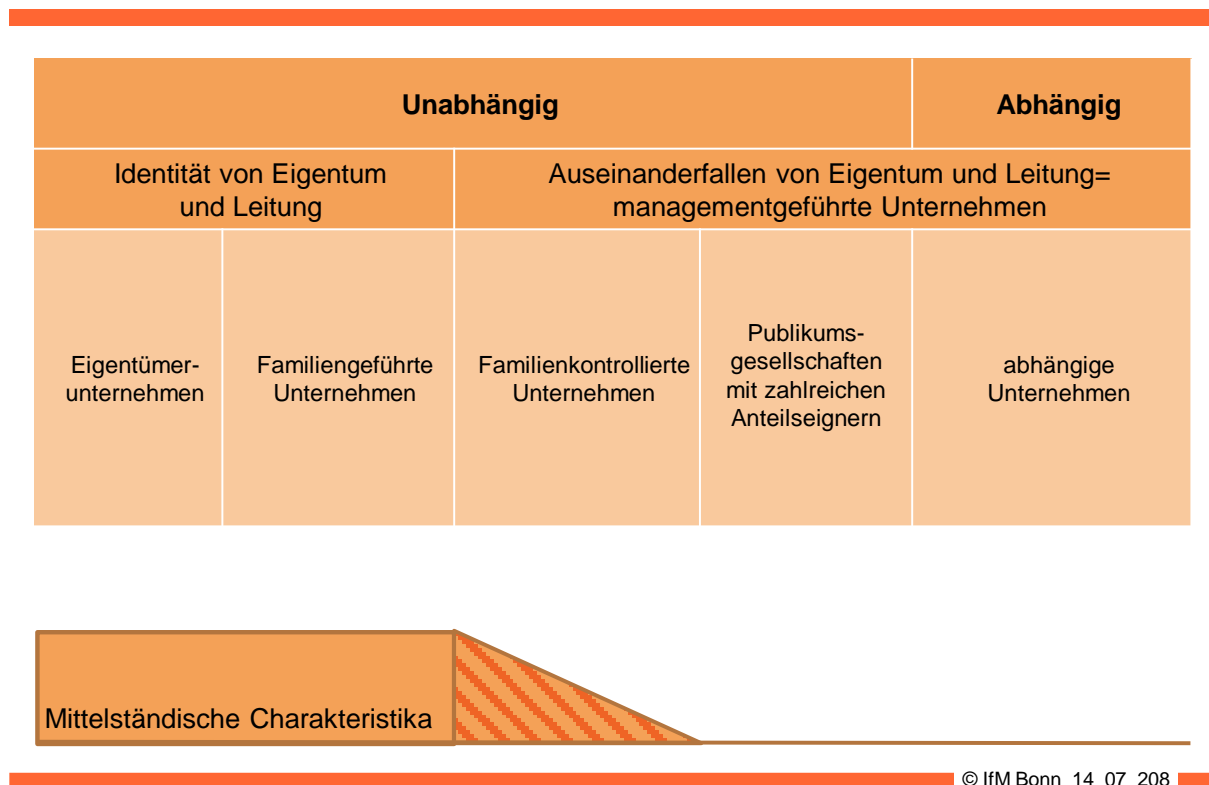 Unabhängig
Abhängig
Identität von Eigentum
und Leitung
Auseinanderfallen von Eigentum und Leitung=
managementgeführte Unternehmen
Eigentümer-
unternehmen
Familiengeführte
Unternehmen
Familienkontrollierte
Unternehmen
Publikums-
gesellschaften
mit zahlreichen
Anteilseignern
abhängige
Unternehmen
Mittelständische Charakteristika
© IfM Bonn 14 07 208